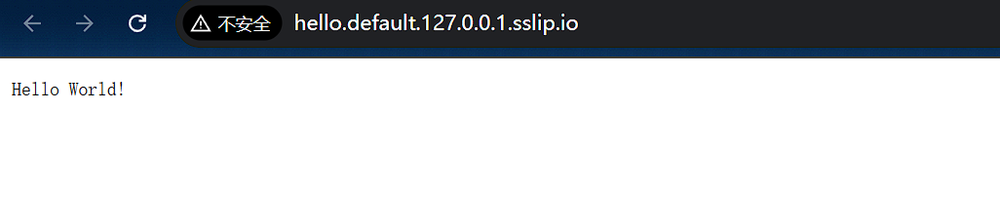 不安全 hello.default.127.0.0.1.sslip.io
Hello World!